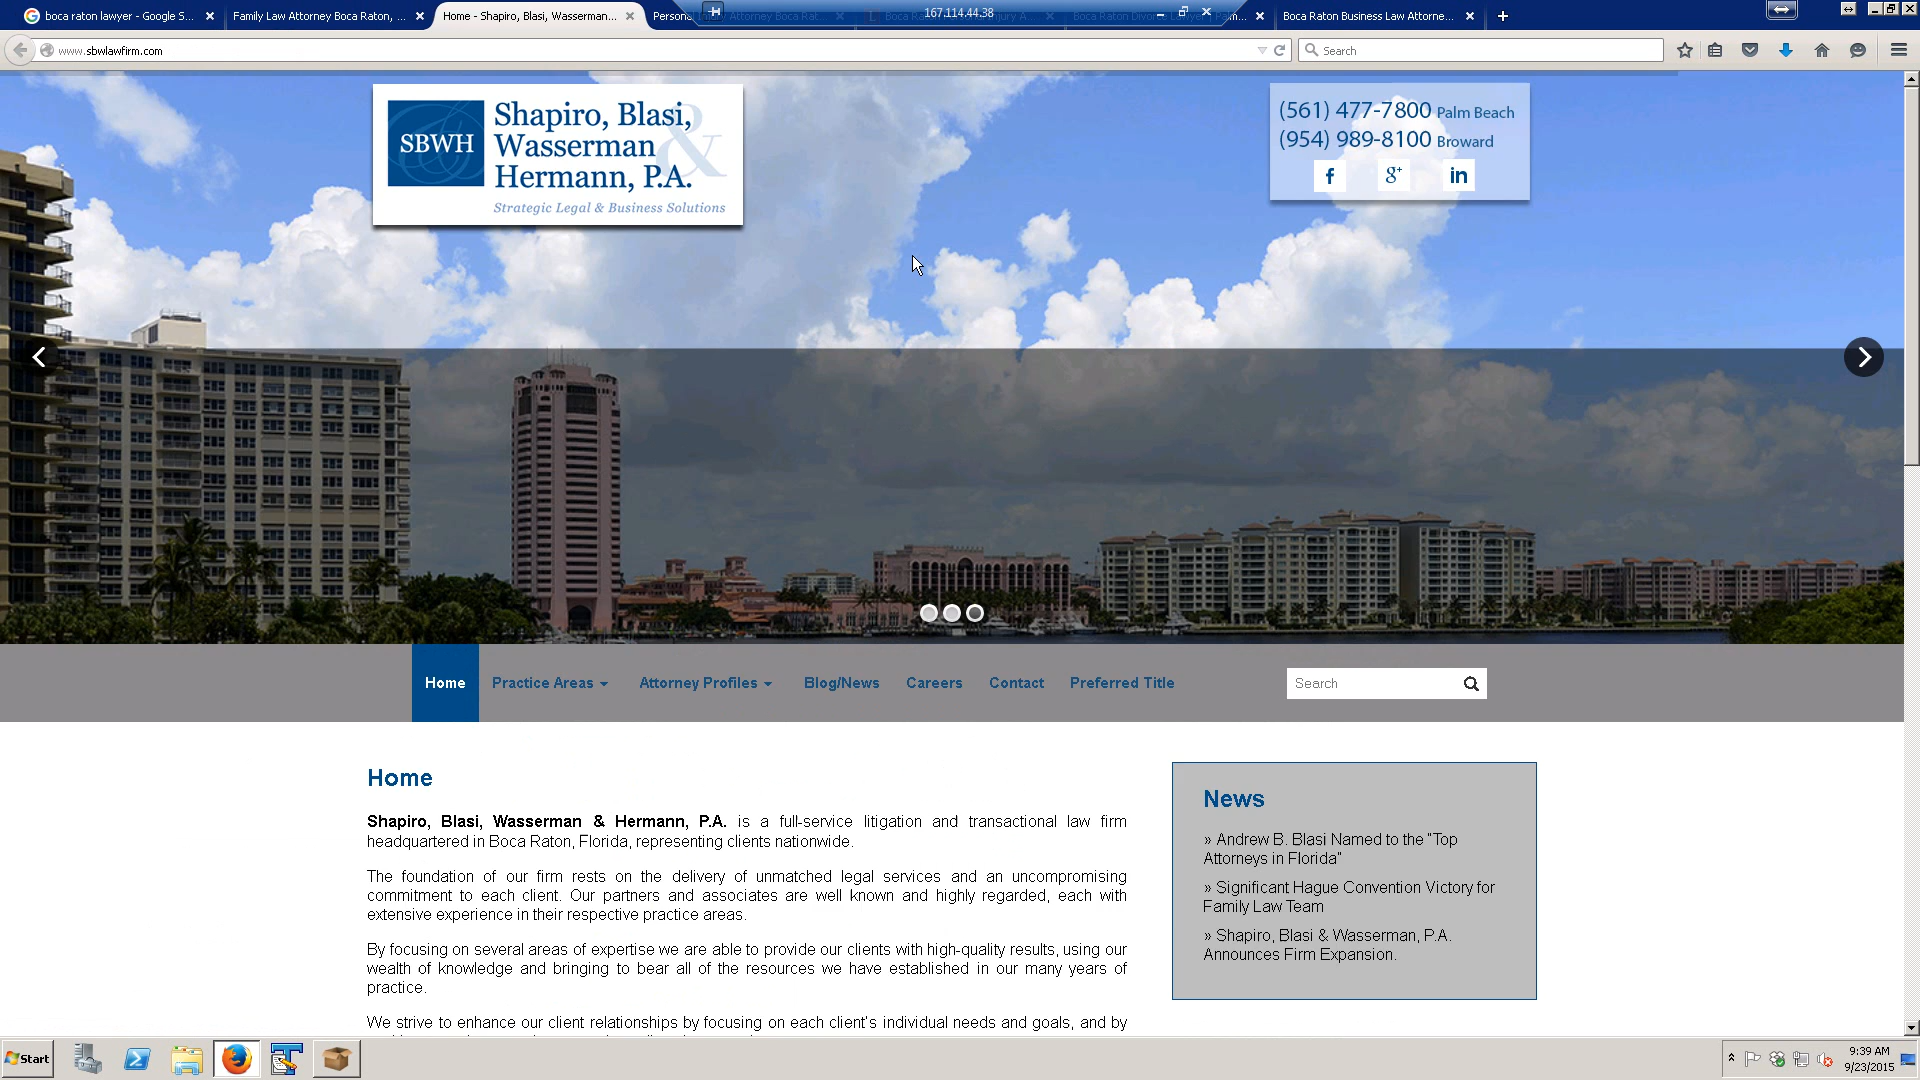 boca raton lawyer - Google S...
Family Law Attorney Boca Raton, ...
Home - Shapiro, Blasi, Wasserman...
167.114.44.38
Boca Raton Business Law Attorne...
www.sbwlawfirm.com
Search
SBWH
Shapiro, Blasi,
Wasserman &
Hermann, P.A.
Strategic Legal & Business Solutions
(561) 477-7800 Palm Beach
(954) 989-8100 Broward
f g+ in
Home Practice Areas Attorney Profiles Blog/News Careers Contact Preferred Title Search
Home
Shapiro, Blasi, Wasserman & Hermann, P.A. is a full-service litigation and transactional law firm
headquartered in Boca Raton, Florida, representing clients nationwide.
The foundation of our firm rests on the delivery of unmatched legal services and an uncompromising
commitment to each client. Our partners and associates are well known and highly regarded, each with
extensive experience in their respective practice areas.
By focusing on several areas of expertise we are able to provide our clients with high-quality results, using our
wealth of knowledge and bringing to bear all of the resources we have established in our many years of
practice.
We strive to enhance our client relationships by focusing on each client's individual needs and goals, and by
News
» Andrew B. Blasi Named to the “Top
Attorneys in Florida”
» Significant Hague Convention Victory for
Family Law Team
» Shapiro, Blasi & Wasserman, P.A.
Announces Firm Expansion.
Start
9:39 AM
9/23/2015